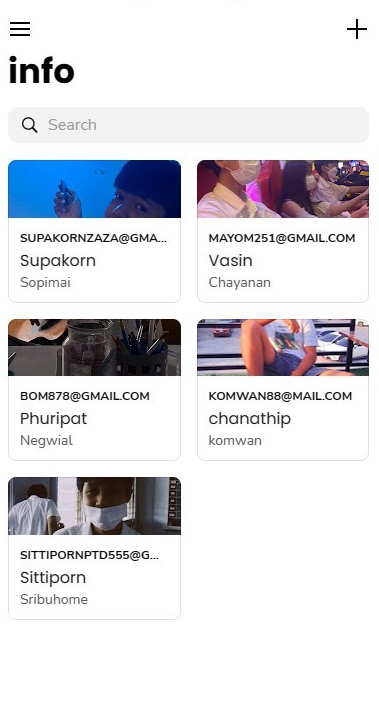 info
Search
SUPAKORNZAZA@GMA...
Supakorn
Sopimai
MAYOM251@GMAIL.COM
Vasin
Chayanan
BOM878@GMAIL.COM
Phuripat
Negwial
KOMWAN88@MAIL.COM
chanathip
komwan
SITTIPORNPTD555@G...
Sittiporn
Sribuhome